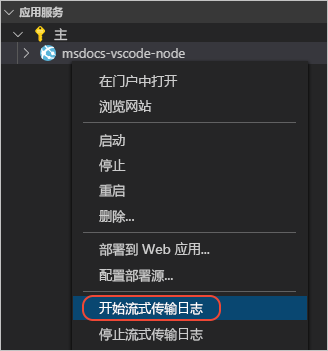 应用服务
主
msdocs-vscode-node
在门户中打开
浏览网站
启动
停止
重启
删除...
部署到 Web 应用...
配置部署源...
开始流式传输日志
停止流式传输日志